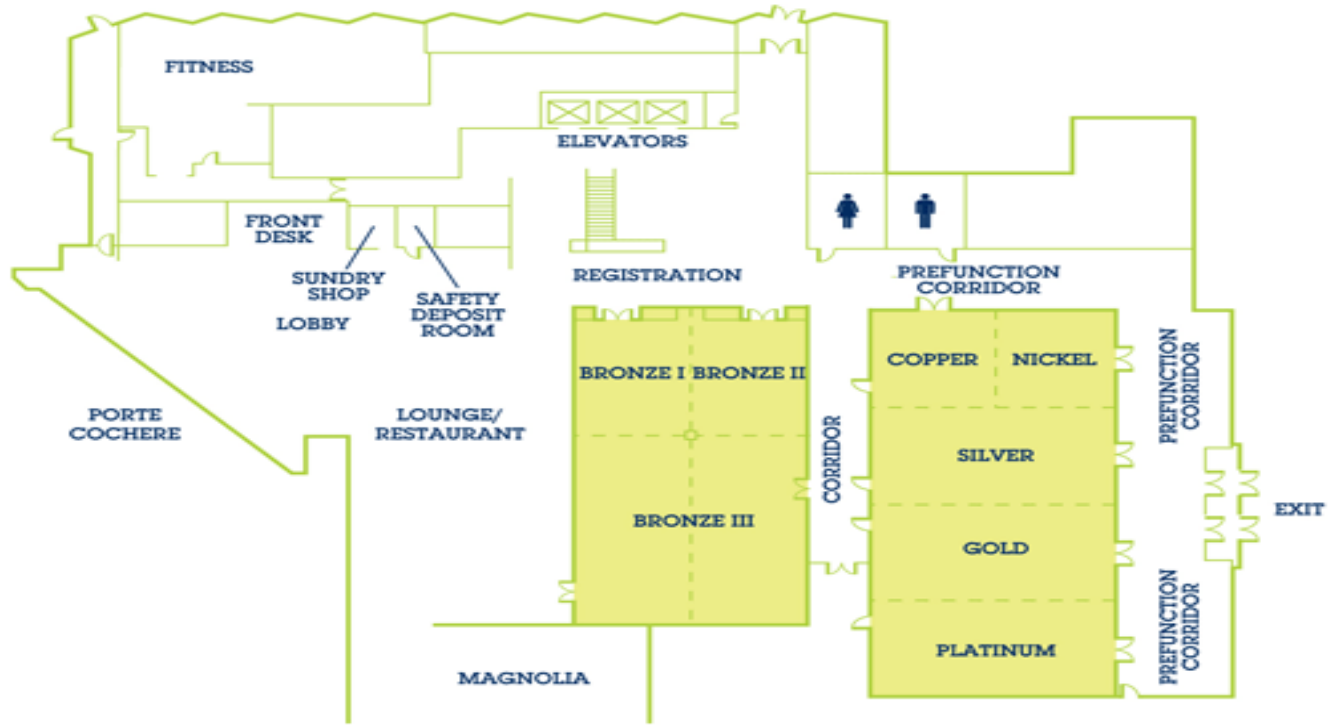 FITNESS
ELEVATORS
FRONT
DESK
SUNDRY
SHOP
SAFETY
DEPOSIT
ROOM
LOBBY
REGISTRATION
PREFUNCTION
CORRIDOR
PORTE
COCHERE
LOUNGE/
RESTAURANT
BRONZE I
BRONZE II
BRONZE III
CORRIDOR
COPPER
NICKEL
SILVER
GOLD
PLATINUM
PREFUNCTION
CORRIDOR
EXIT
PREFUNCTION
CORRIDOR
MAGNOLIA